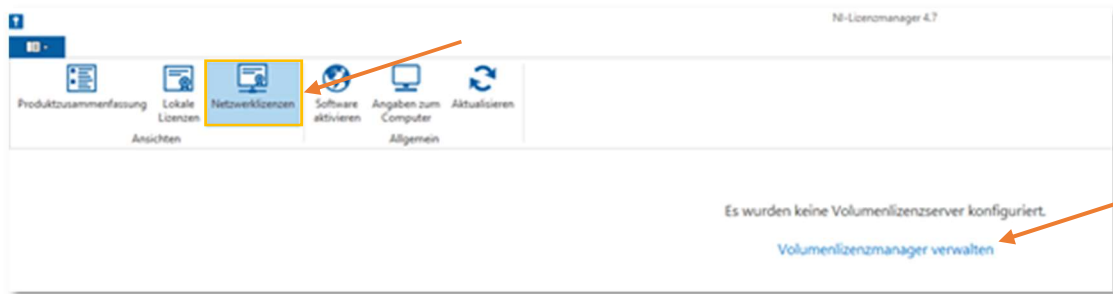 NI-Lizenzmanager 4.7
Produktzusammenfassung
Lokale
Lizenzen
Netzwerklizenzen
Software
aktivieren
Angaben zum
Computer
Aktualisieren
Ansichten
Allgemein
Es wurden keine Volumenlizenzserver konfiguriert.
Volumenlizenzmanager verwalten